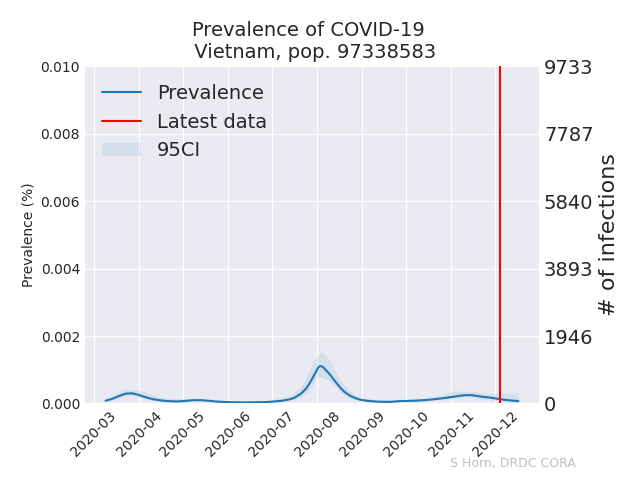 Prevalence of COVID-19
Vietnam, pop. 97338583
Prevalence
Latest data
95CI
Prevalence (%)
0.010
0.008
0.006
0.004
0.002
0.000
9733
7787
5840
3893
1946
0
# of infections
2020-03
2020-04
2020-05
2020-06
2020-07
2020-08
2020-09
2020-10
2020-11
2020-12
S Horn, DRDC CORA